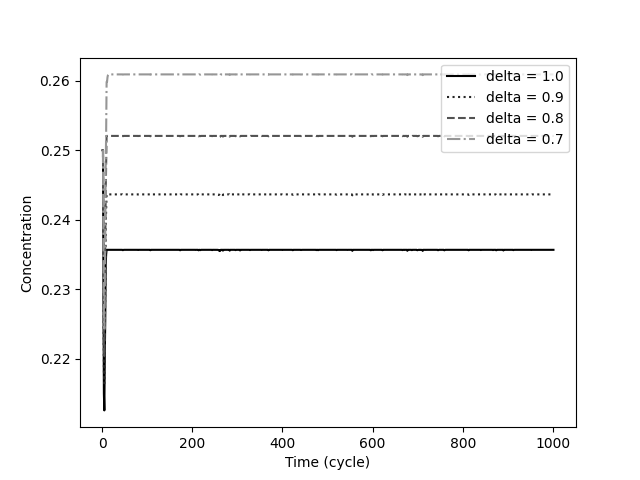 0.26
0.25
0.24
0.23
0.22
Concentration
0
200
400
600
800
1000
Time (cycle)
delta = 1.0
delta = 0.9
delta = 0.8
delta = 0.7